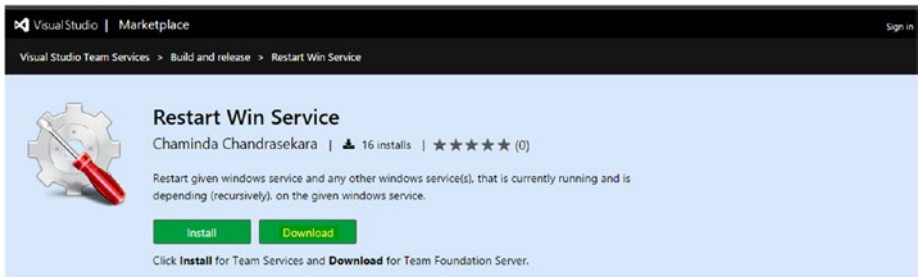 Visual Studio | Marketplace
Sign in
Visual Studio Team Services > Build and release > Restart Win Service
Restart Win Service
Chaminda Chandrasekara | 16 installs | ★★★★★ (0)
Restart given windows service and any other windows service(s), that is currently running and is
depending (recursively), on the given windows service.
Install
Download
Click Install for Team Services and Download for Team Foundation Server.